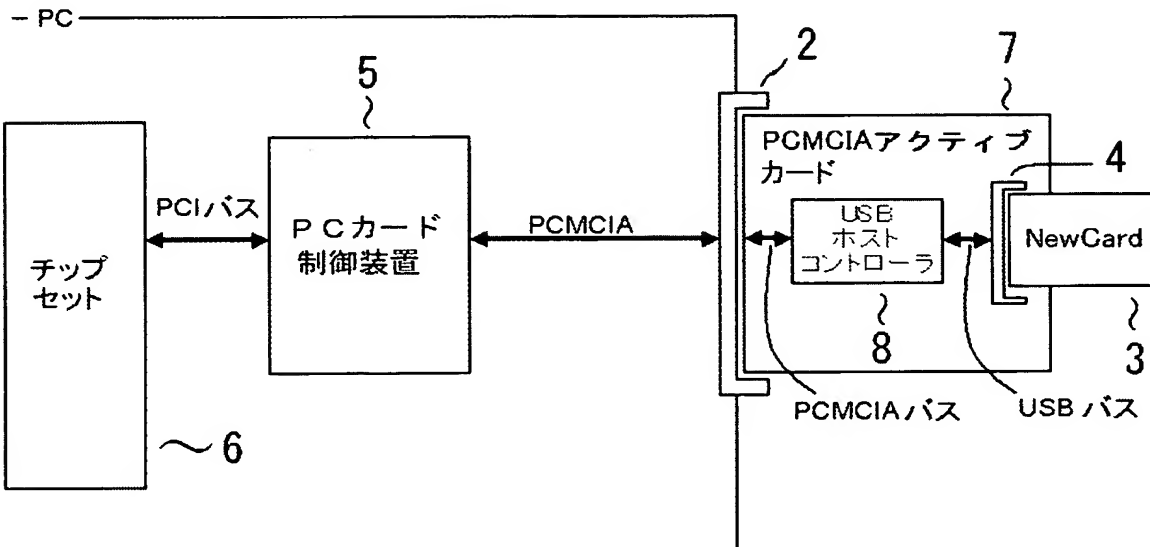 PC
5
2
7
PCMCIAアクティブ
カード
4
PCIバス
PCカード
制御装置
PCMCIA
USB
ホスト
コントローラ
NewCard
チップ
セット
8
3
PCMCIAバス
USBバス
6